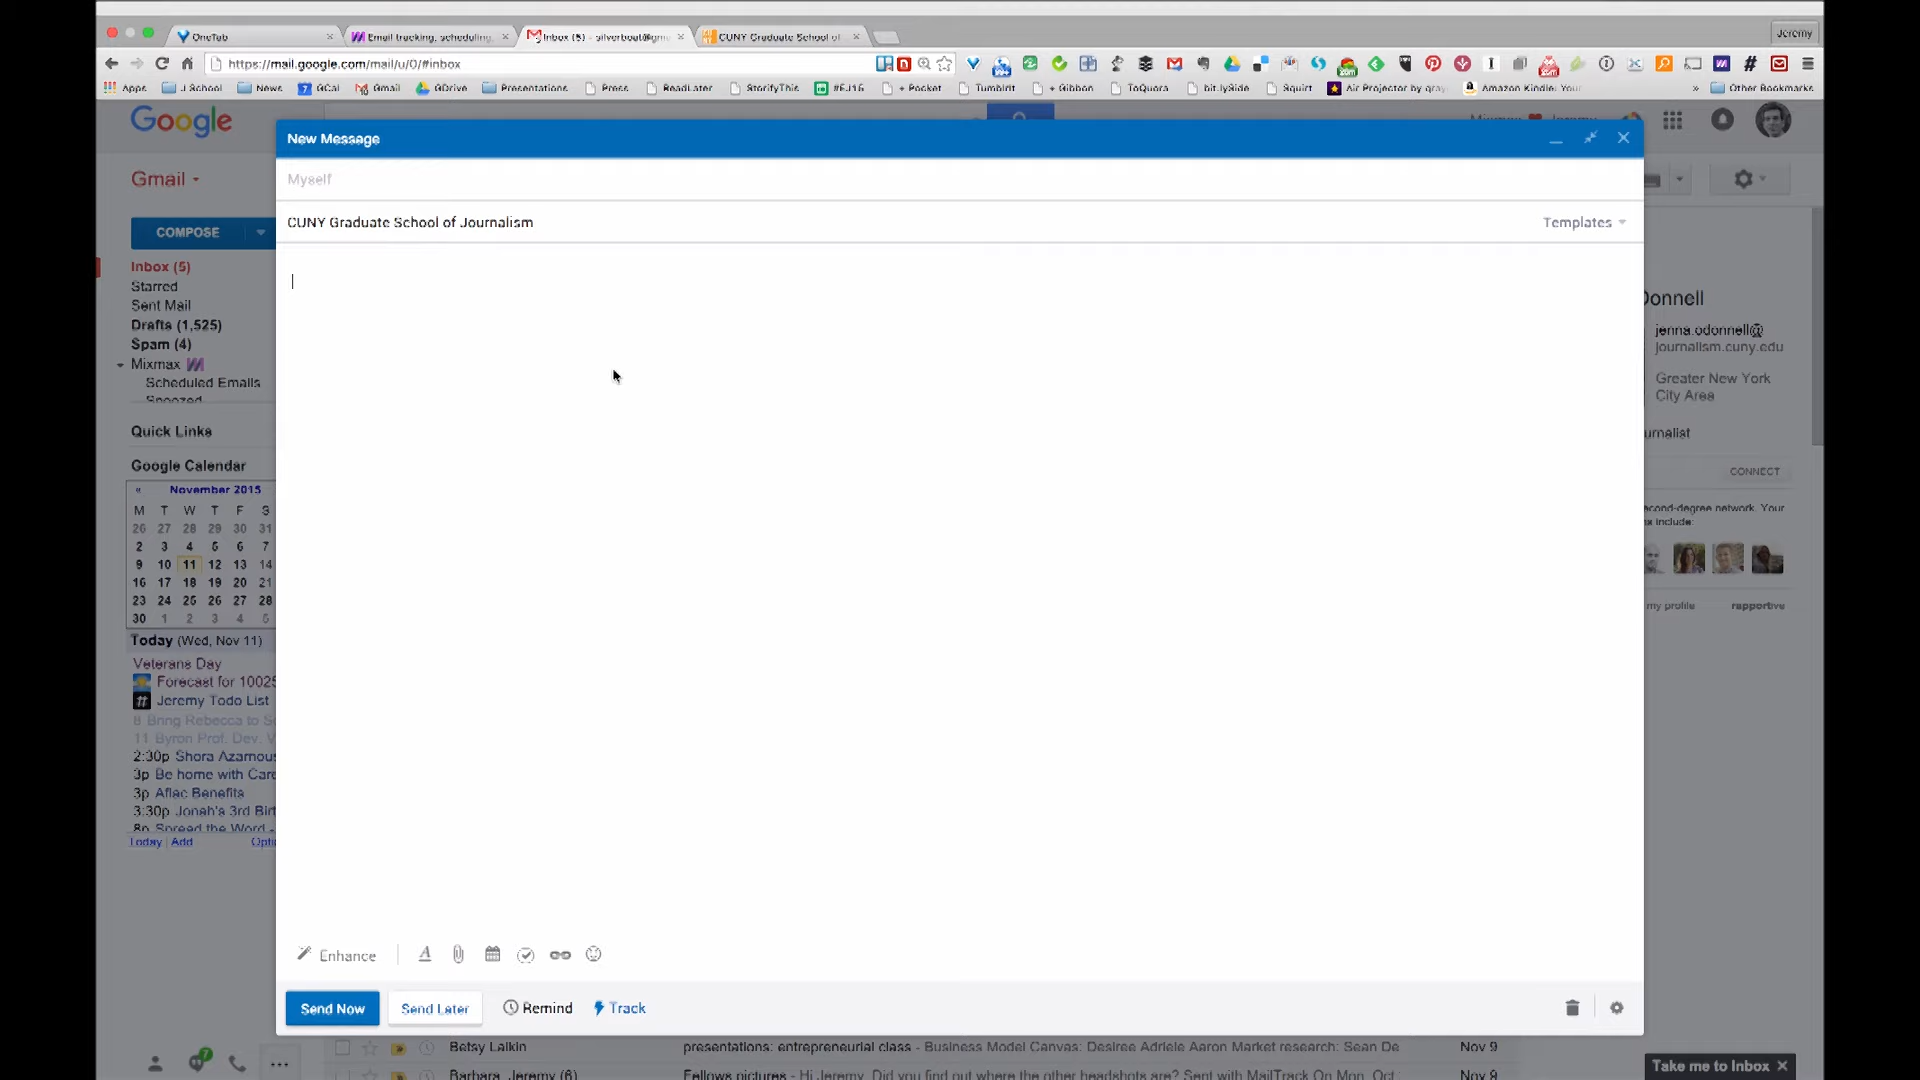 OneTab
Email tracking, scheduling,
Inbox (5) - silverboat@gm
CUNY Graduate School of
Jeremy
https://mail.google.com/mail/u/0/#inbox
Apps
J School
News
GCal
Gmail
GDrive
Presentations
Press
ReadLater
StorifyThis
#EJ16
+ Pocket
Tumblrit
+ Gibbon
ToQuora
bit.lySide
Squirt
Air Projector by gray
Amazon Kindle: Your
»
Other Bookmarks
Google
New Message
Gmail
Myself
CUNY Graduate School of Journalism
Templates
COMPOSE
Inbox (5)
Starred
Sent Mail
Drafts (1,525)
Spam (4)
Mixmax
Scheduled Emails
Snoozed
Quick Links
Google Calendar
« November 2015
M T W T F S
26 27 28 29 30 31
2 3 4 5 6 7
9 10 11 12 13 14
16 17 18 19 20 21
23 24 25 26 27 28
30 1 2 3 4 5
Today (Wed, Nov 11)
Veterans Day
Forecast for 10025
Jeremy Todo List
8 Bring Rebecca to S
11 Byron Prof. Dev. V
2:30p Shora Azarnous
3p Be home with Care
3p Aflac Benefits
3:30p Jonah's 3rd Birt
8p Spread the Word -
Today | Add
Opti
Donnell
jenna.odonnell@
journalism.cuny.edu
Greater New York
City Area
urnalist
CONNECT
econd-degree network. Your
x include:
my profile
rapportive
Enhance
Send Now
Send Later
Remind
Track
7
Betsy Laikin
presentations: entrepreneurial class - Business Model Canvas: Desiree Adriele Aaron Market research: Sean De
Nov 9
Barbara, Jeremy (6)
Fellows pictures - Hi Jeremy, Did you find out where the other headshots are? Sent with MailTrack On Mon, Oct
Nov 9
Take me to Inbox ✕